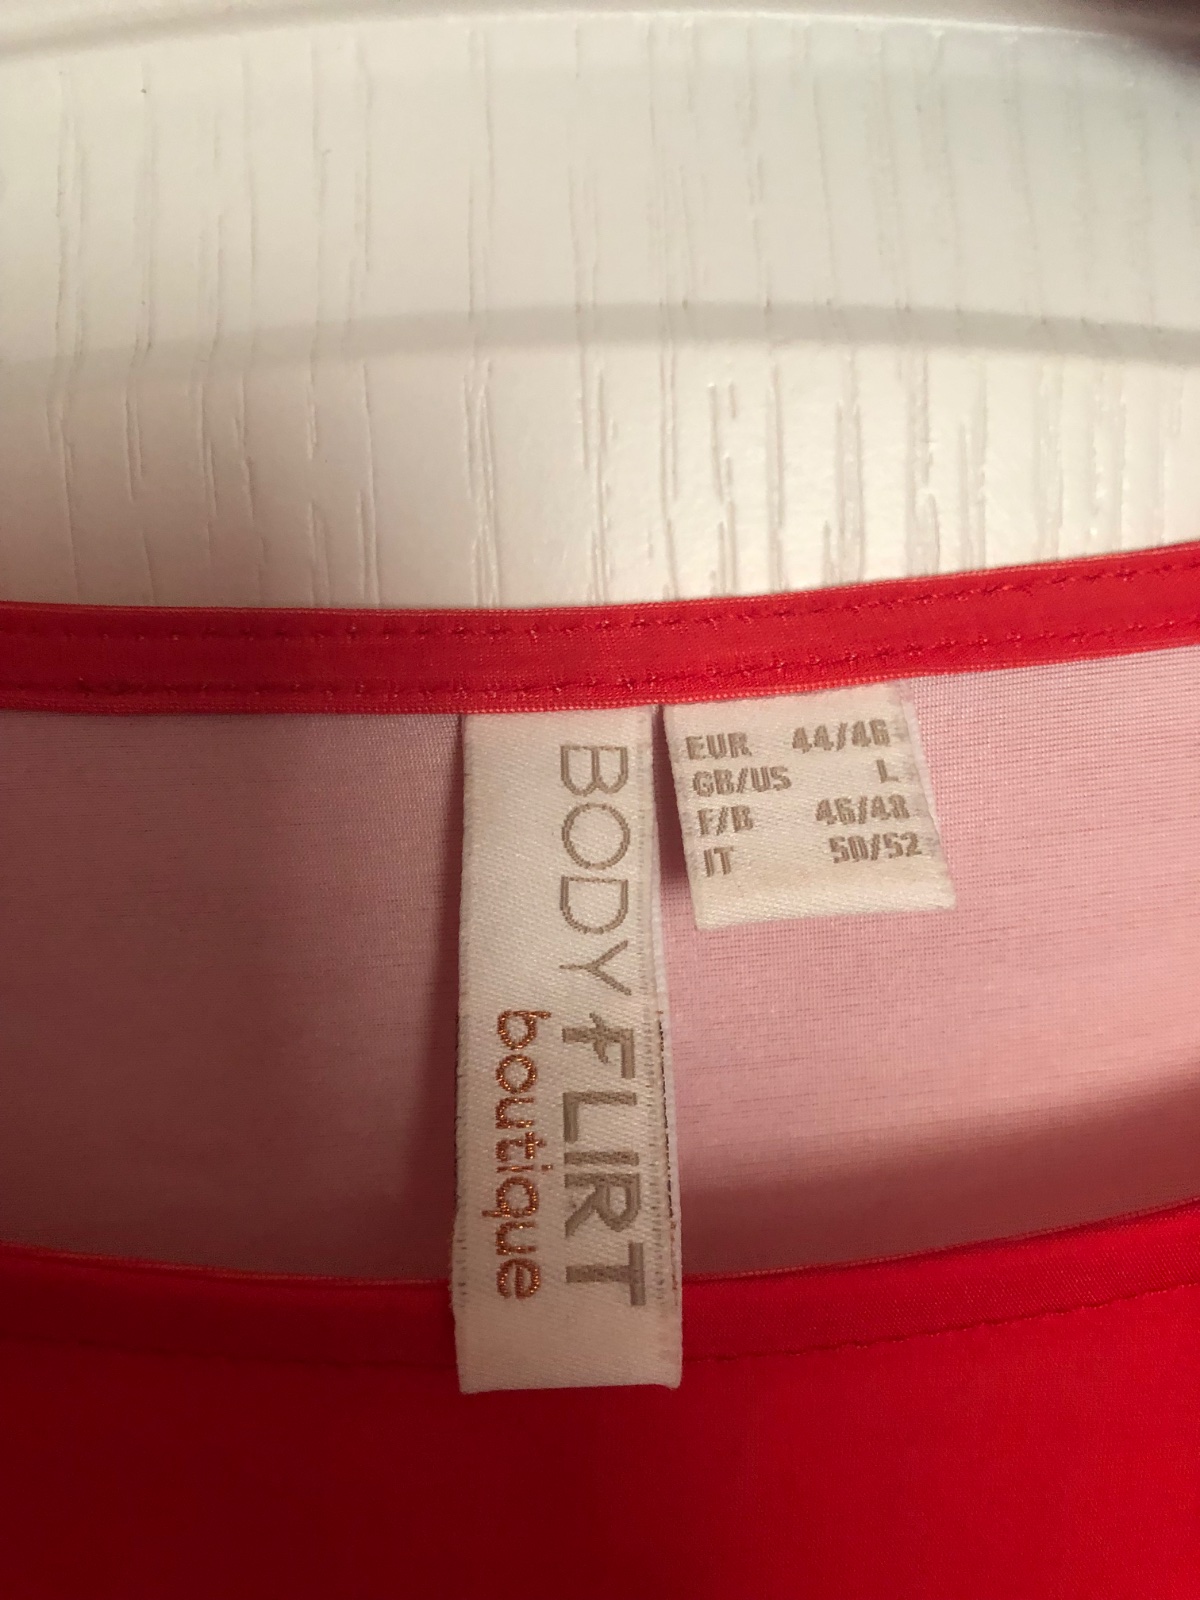 BODY FLIRT
boutique
EUR 44/46
GB/US L
F/B 46/48
IT 50/52